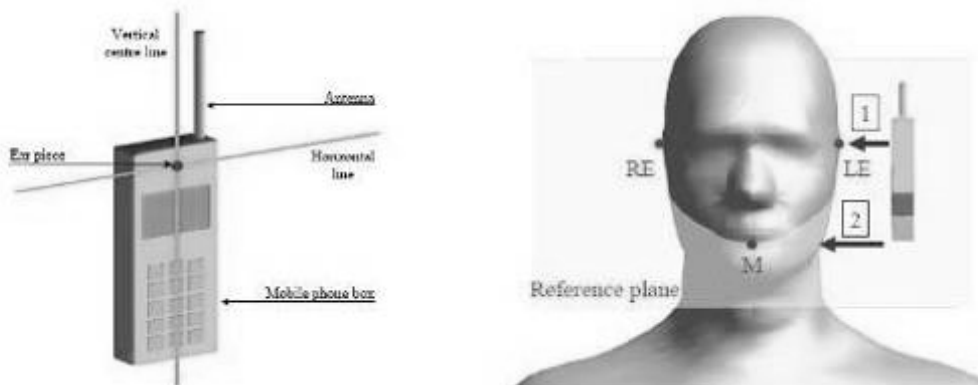 Vertical
centre line
Antenna
Ear piece
Horizontal
line
Mobile phone box
1
RE
LE
2
M
Reference plane